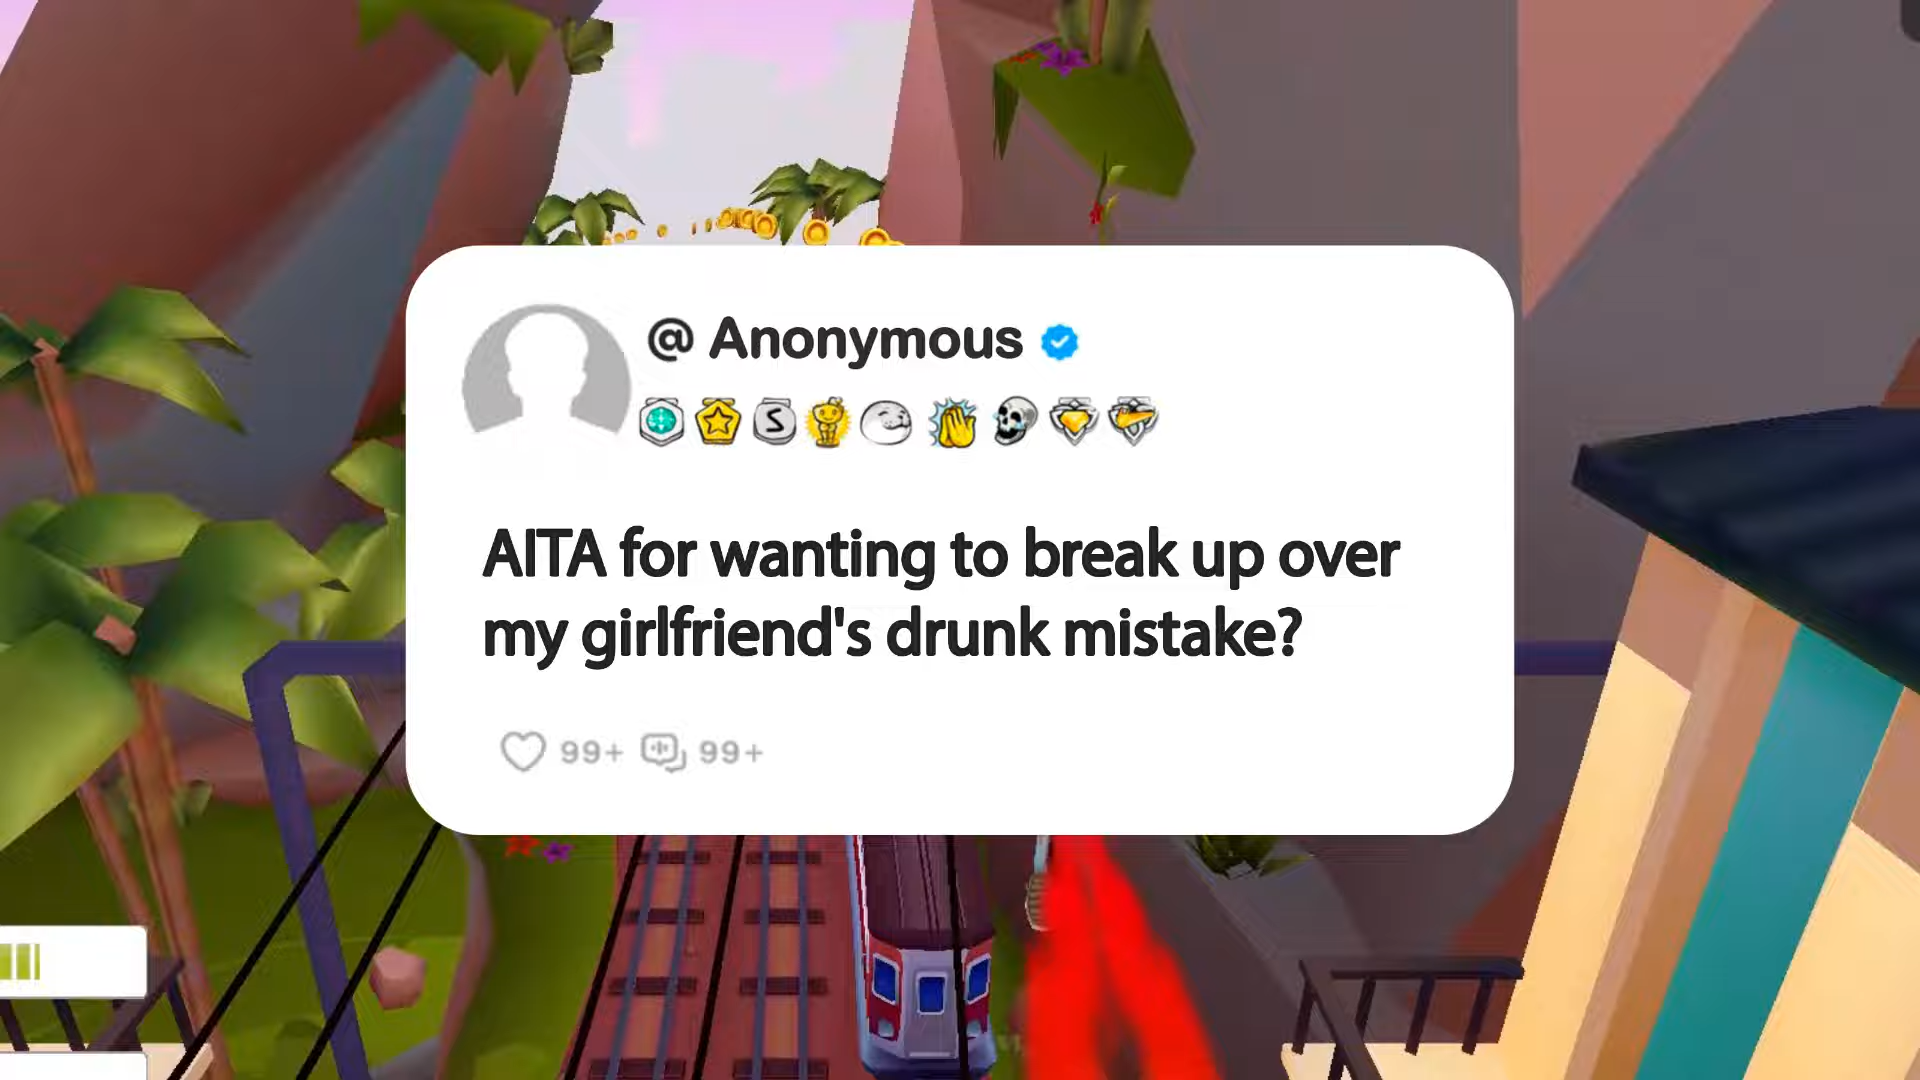 @ Anonymous
AITA for wanting to break up over
my girlfriend's drunk mistake?
99+ 99+